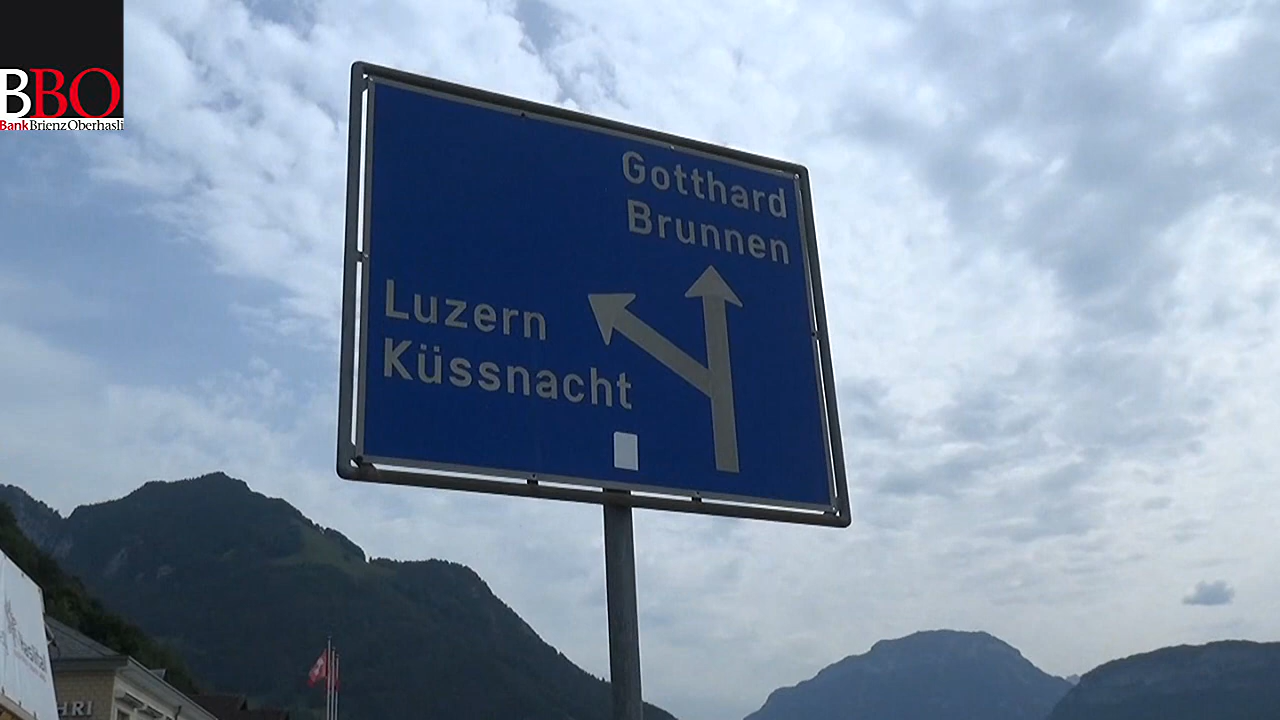 BBO
BankBrienzOberhasli
Gotthard
Brunnen
Luzern
Küssnacht